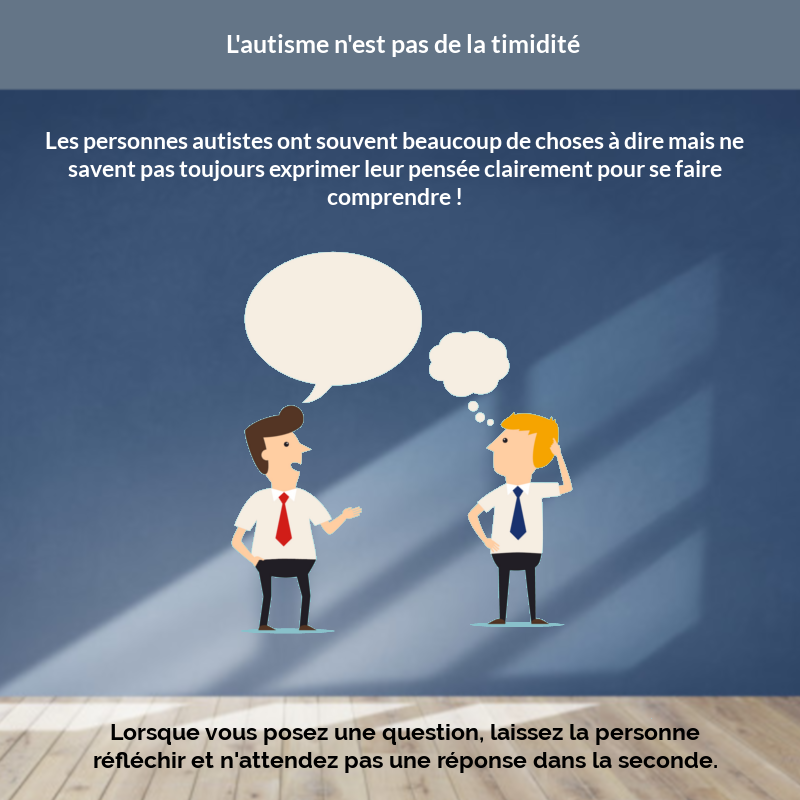 L'autisme n'est pas de la timidité
Les personnes autistes ont souvent beaucoup de choses à dire mais ne
savent pas toujours exprimer leur pensée clairement pour se faire
comprendre !
Lorsque vous posez une question, laissez la personne
réfléchir et n'attendez pas une réponse dans la seconde.